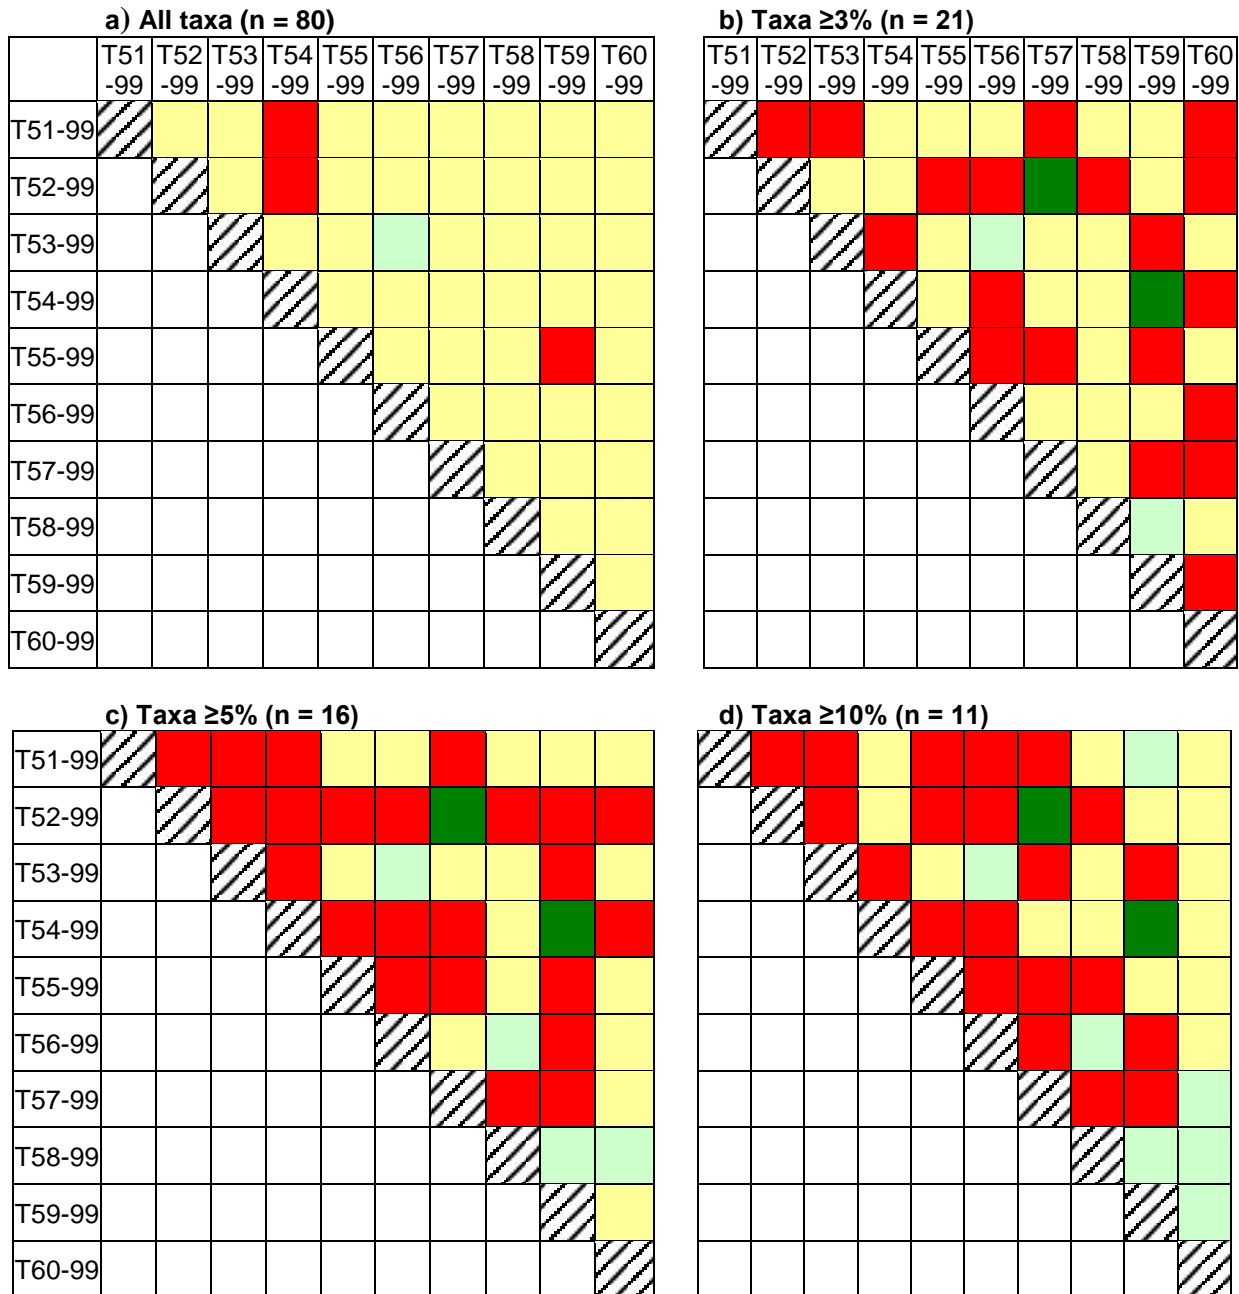 a) All taxa (n = 80)
b) Taxa ≥3% (n = 21)
T51 T52 T53 T54 T55 T56 T57 T58 T59 T60
-99 -99 -99 -99 -99 -99 -99 -99 -99 -99
T51 T52 T53 T54 T55 T56 T57 T58 T59 T60
-99 -99 -99 -99 -99 -99 -99 -99 -99 -99
T51-99
T52-99
T53-99
T54-99
T55-99
T56-99
T57-99
T58-99
T59-99
T60-99
c) Taxa ≥5% (n = 16)
d) Taxa ≥10% (n = 11)
T51-99
T52-99
T53-99
T54-99
T55-99
T56-99
T57-99
T58-99
T59-99
T60-99